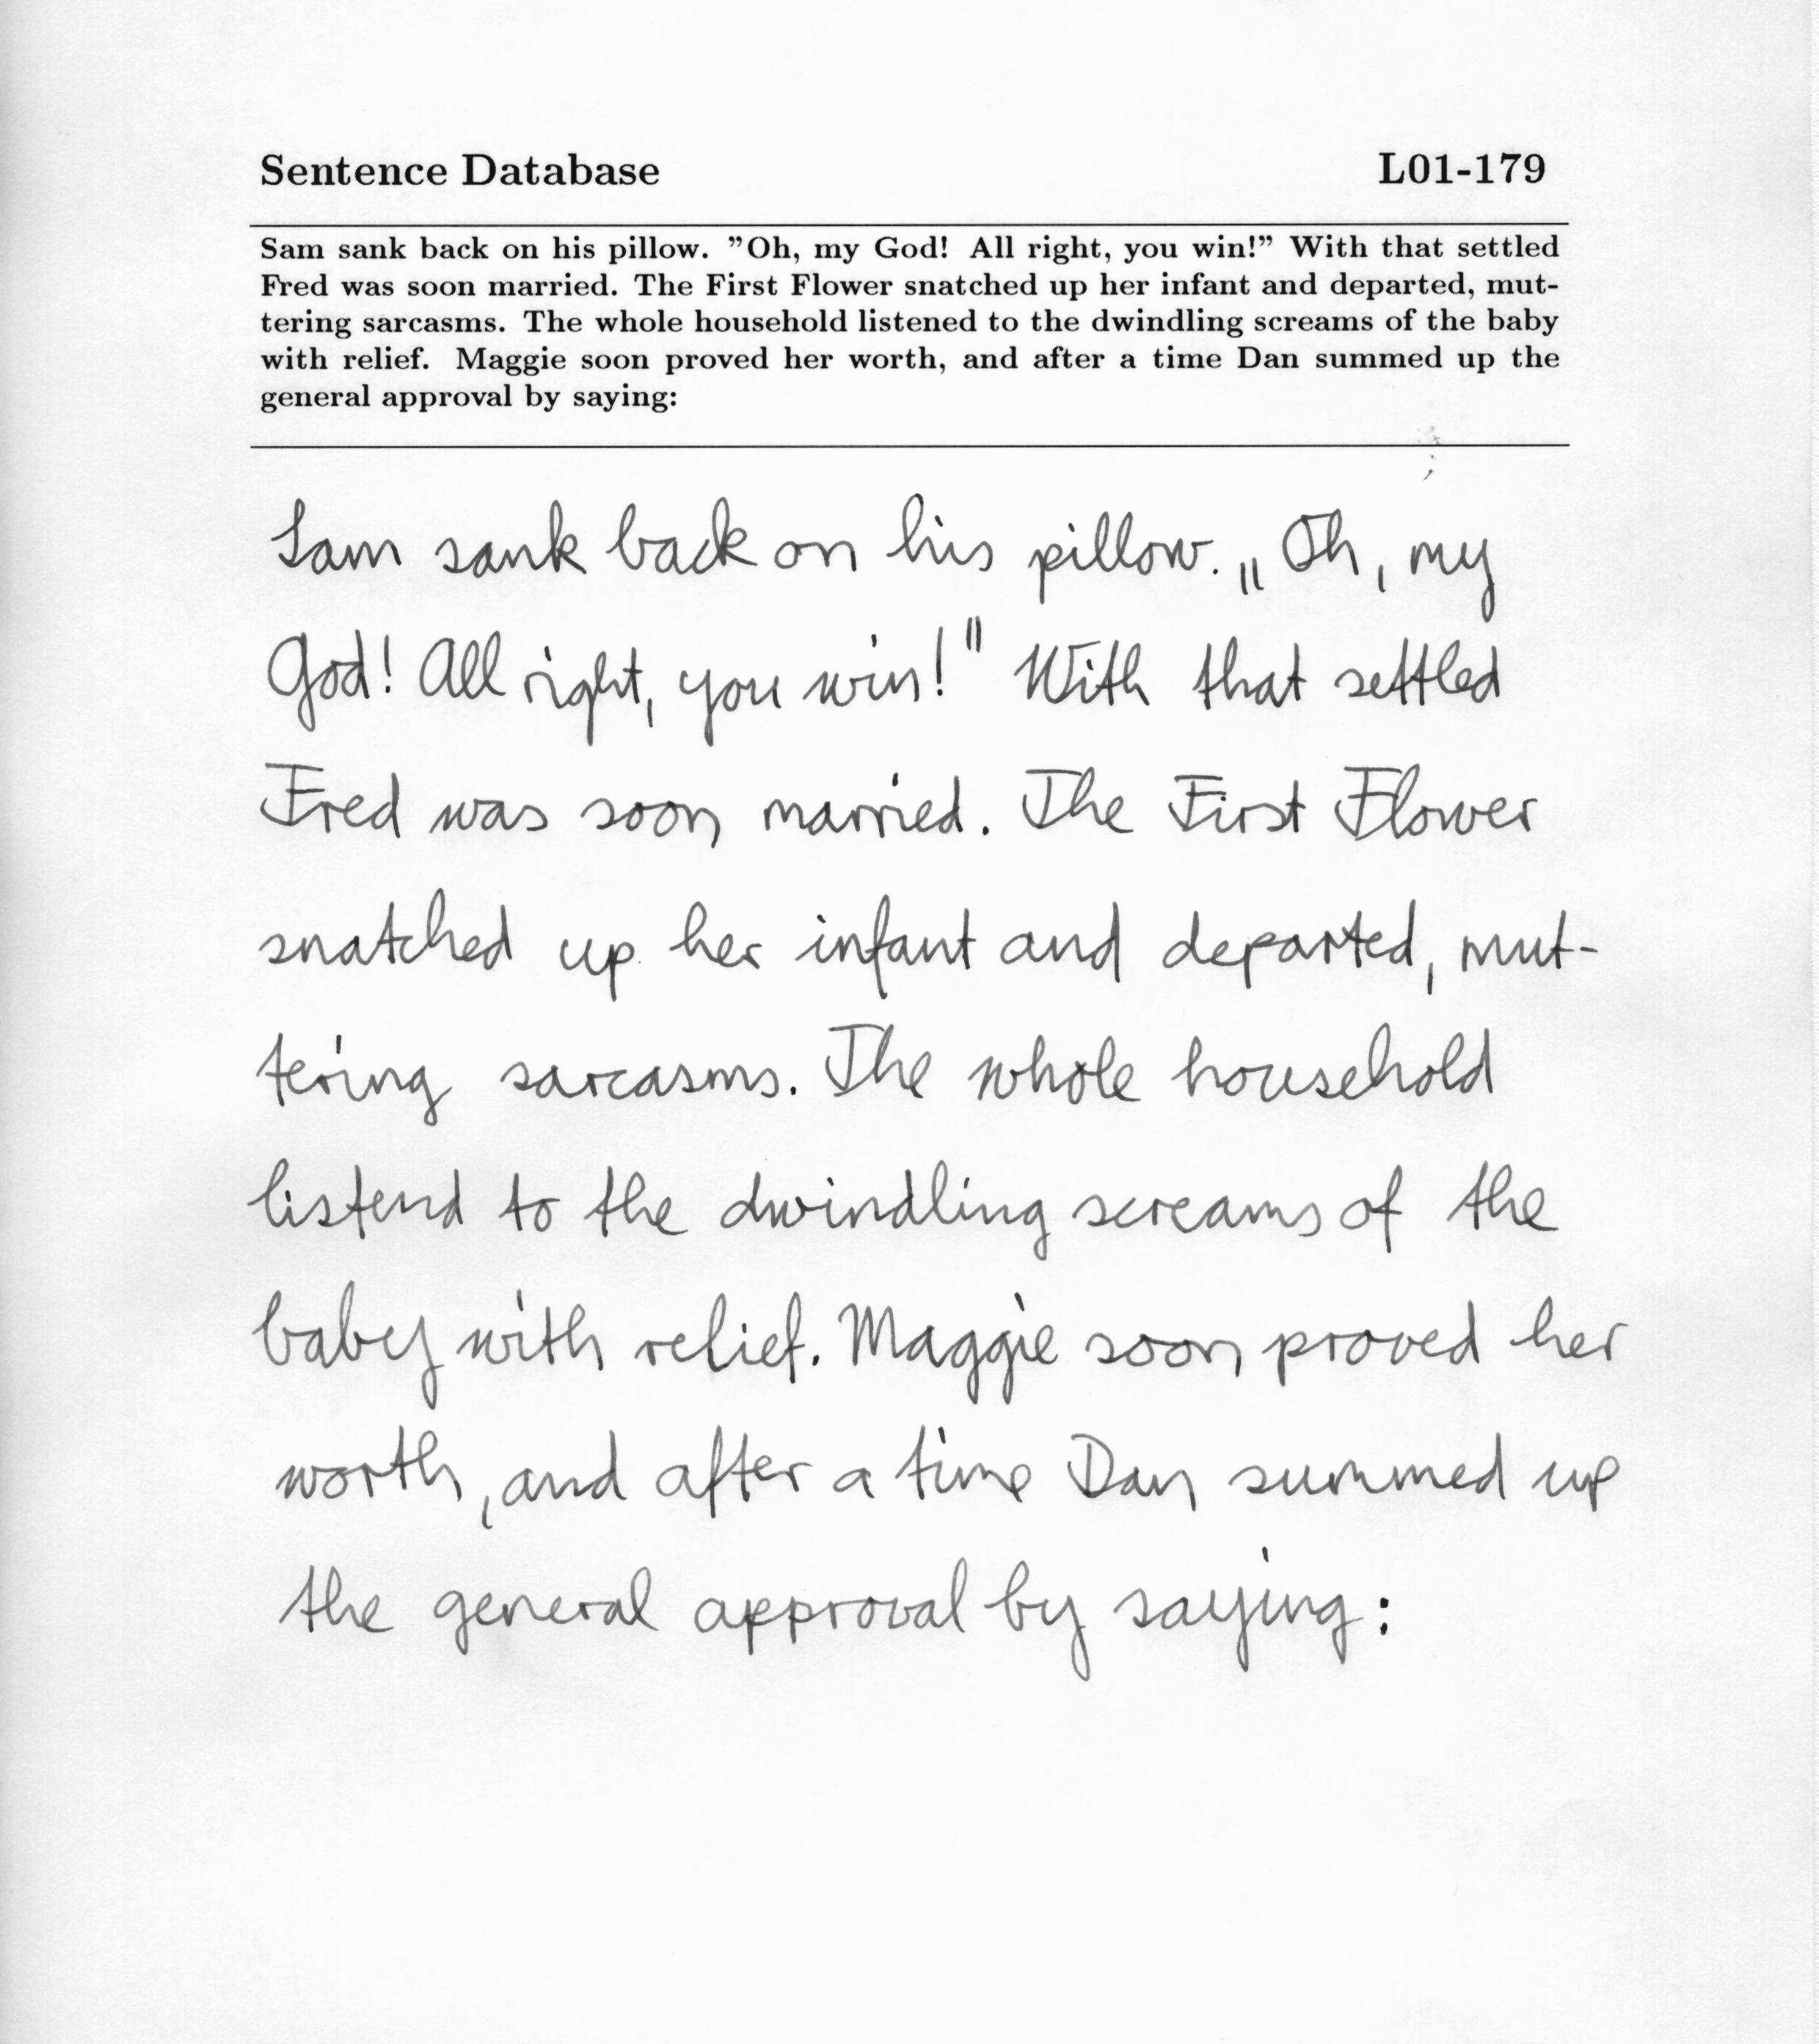 Sentence Database L01-179
Sam sank back on his pillow. ”Oh, my God! All right, you win!” With that settled
Fred was soon married. The First Flower snatched up her infant and departed, mut-
tering sarcasms. The whole household listened to the dwindling screams of the baby
with relief. Maggie soon proved her worth, and after a time Dan summed up the
general approval by saying:
Sam sank back on his pillow. „Oh, my
God! All right, you win!" With that settled
Fred was soon married. The First Flower
snatched up her infant and departed, mut-
tering sarcasms. The whole household
listend to the dwindling screams of the
baby with relief. Maggie soon proved her
worth, and after a time Dan summed up
the general approval by saying: